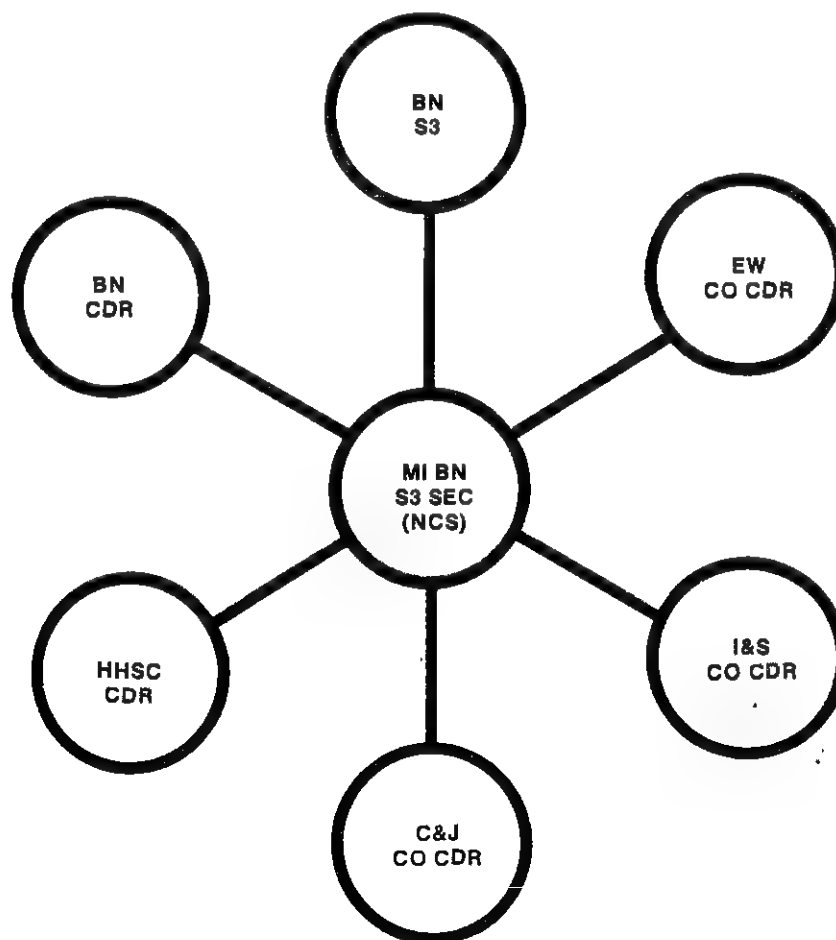 BN
S3
BN
CDR
EW
CO CDR
MI BN
S3 SEC
(NCS)
HHSC
CDR
I&S
CO CDR
C&J
CO CDR